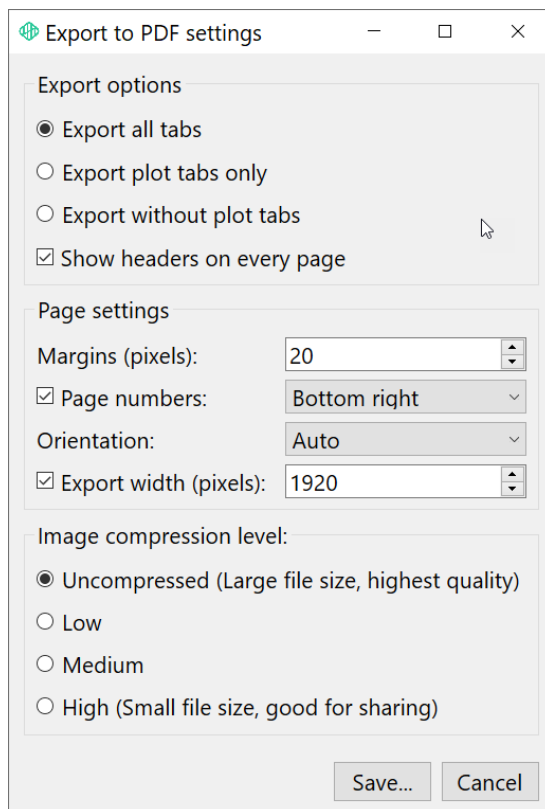 Export to PDF settings
Export options
Export all tabs
Export plot tabs only
Export without plot tabs
Show headers on every page
Page settings
Margins (pixels): 20
Page numbers: Bottom right
Orientation: Auto
Export width (pixels): 1920
Image compression level:
Uncompressed (Large file size, highest quality)
Low
Medium
High (Small file size, good for sharing)
Save... Cancel